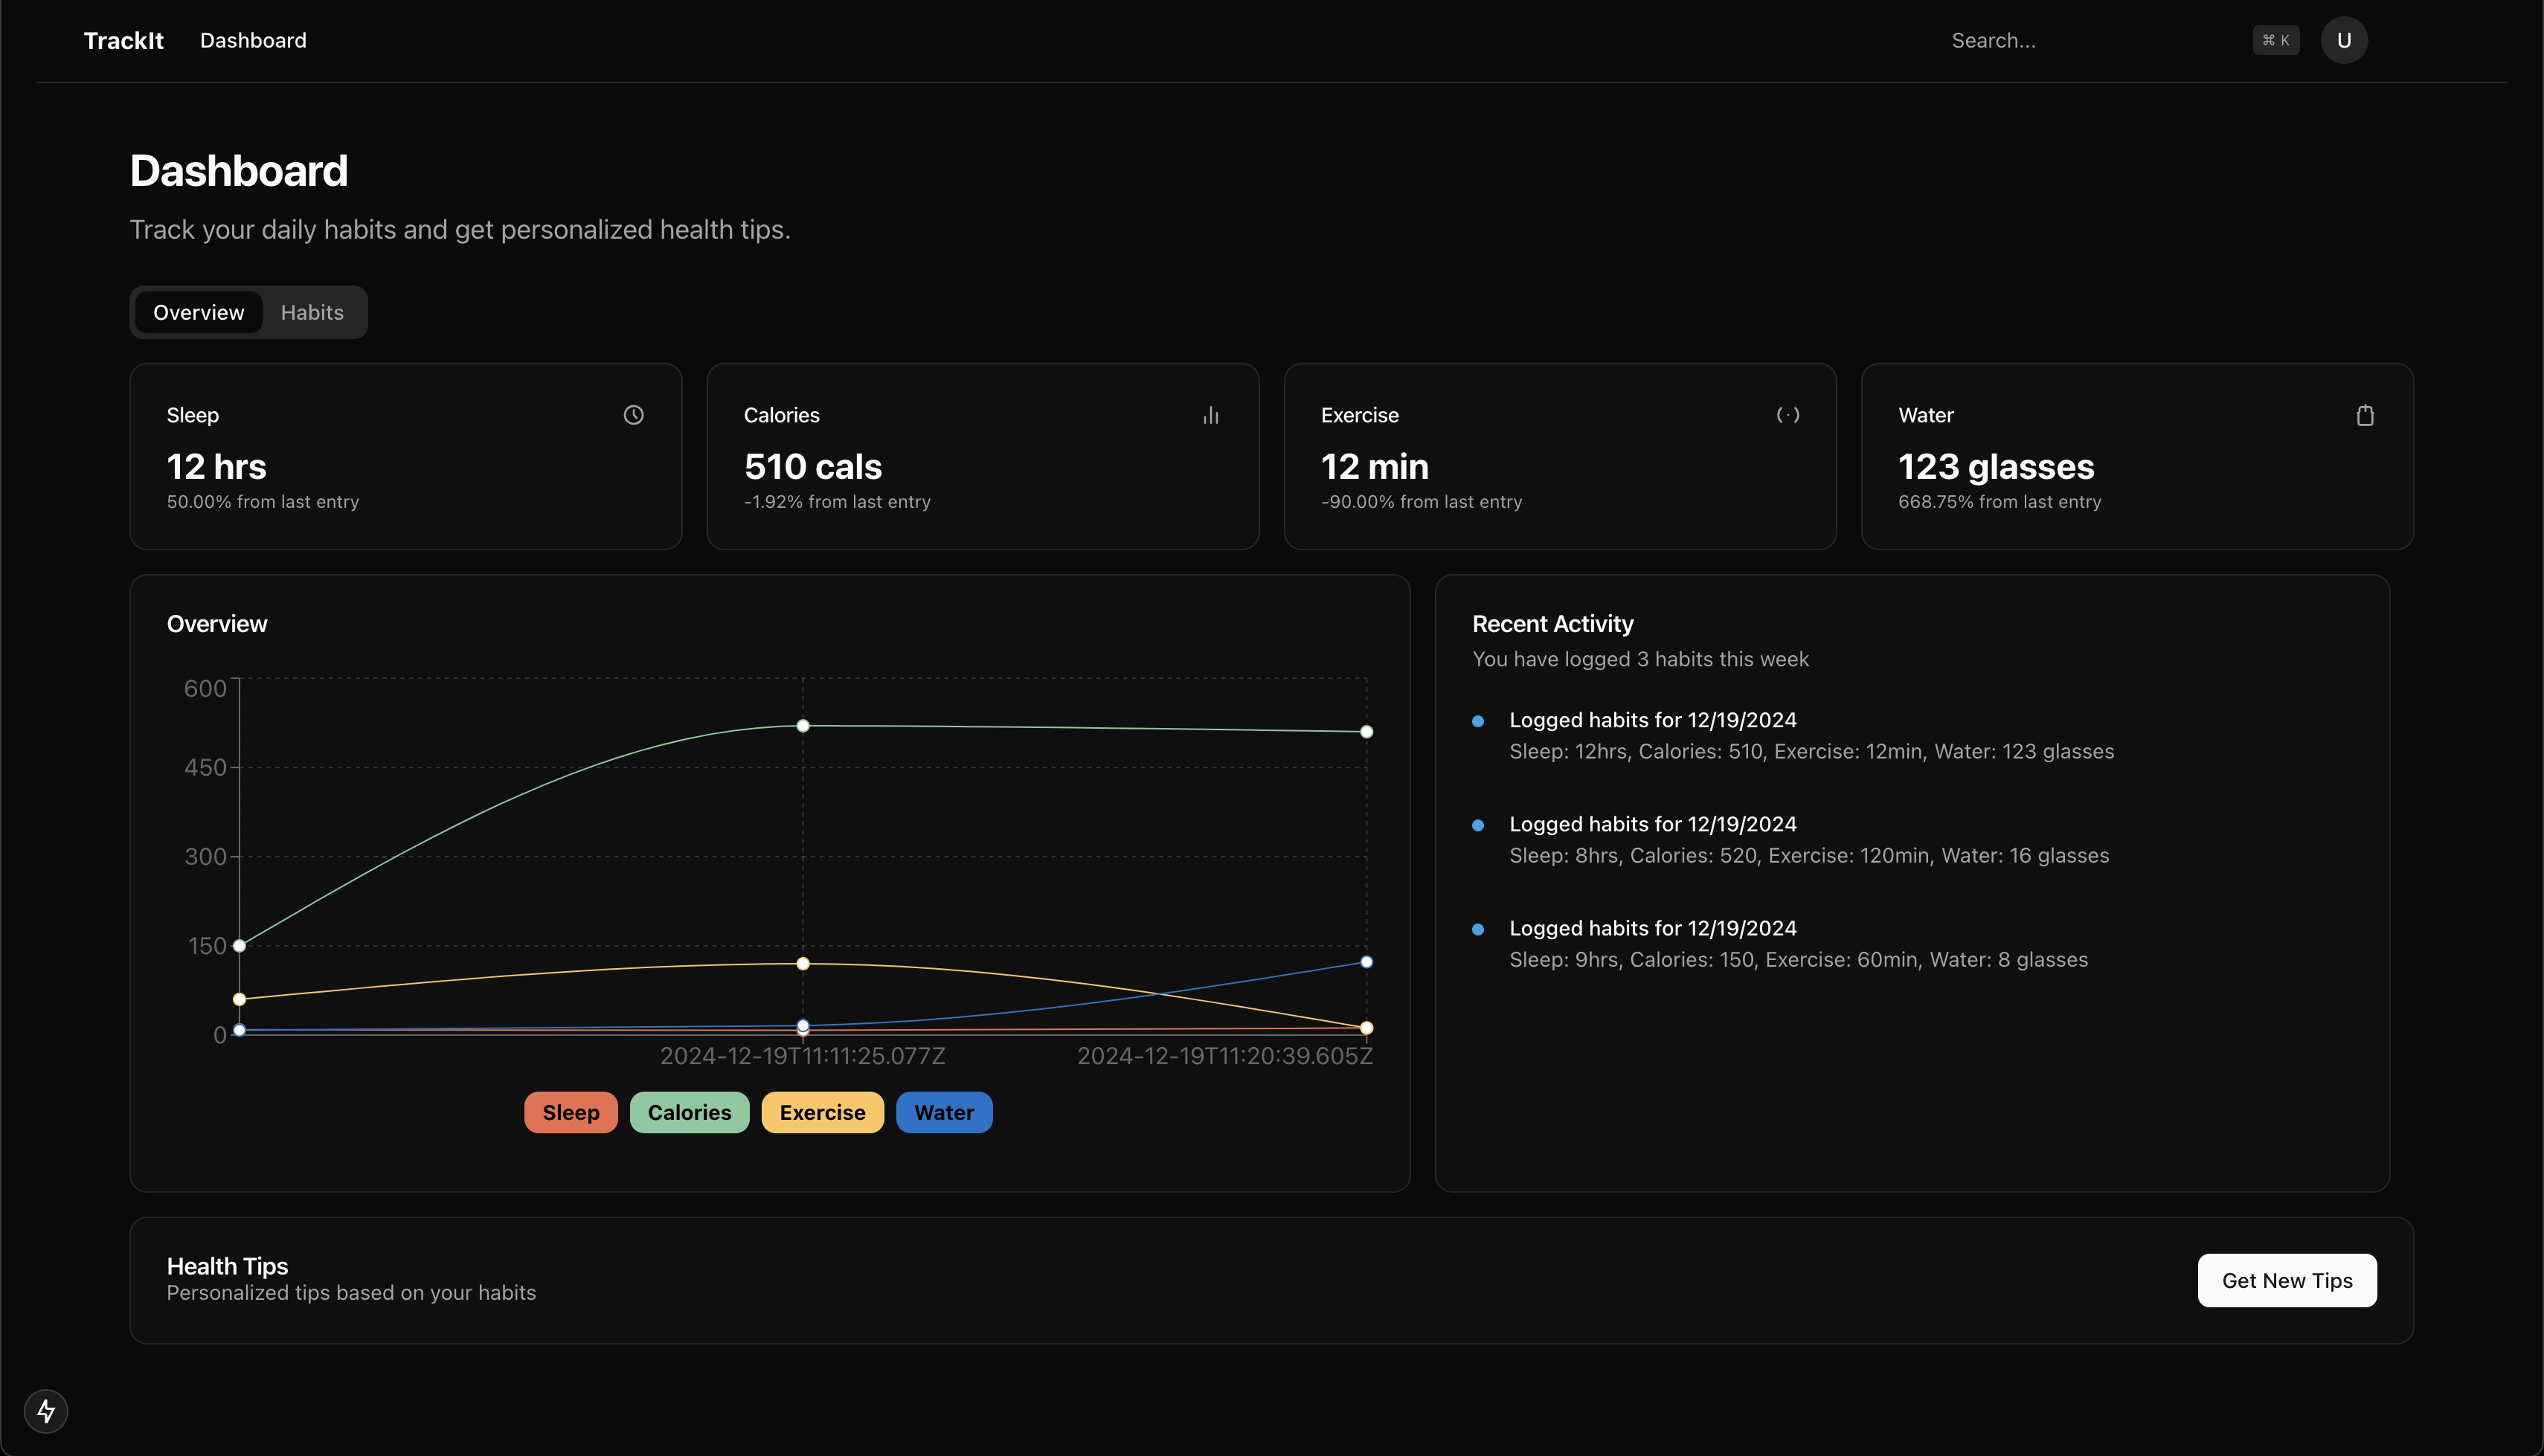 TrackIt Dashboard Search... ⌘ K U
Dashboard
Track your daily habits and get personalized health tips.
Overview Habits
Sleep
12 hrs
50.00% from last entry
Calories
510 cals
-1.92% from last entry
Exercise
12 min
-90.00% from last entry
Water
123 glasses
668.75% from last entry
Overview
600
450
300
150
0
2024-12-19T11:11:25.077Z 2024-12-19T11:20:39.605Z
Sleep Calories Exercise Water
Recent Activity
You have logged 3 habits this week
Logged habits for 12/19/2024
Sleep: 12hrs, Calories: 510, Exercise: 12min, Water: 123 glasses
Logged habits for 12/19/2024
Sleep: 8hrs, Calories: 520, Exercise: 120min, Water: 16 glasses
Logged habits for 12/19/2024
Sleep: 9hrs, Calories: 150, Exercise: 60min, Water: 8 glasses
Health Tips
Personalized tips based on your habits
Get New Tips